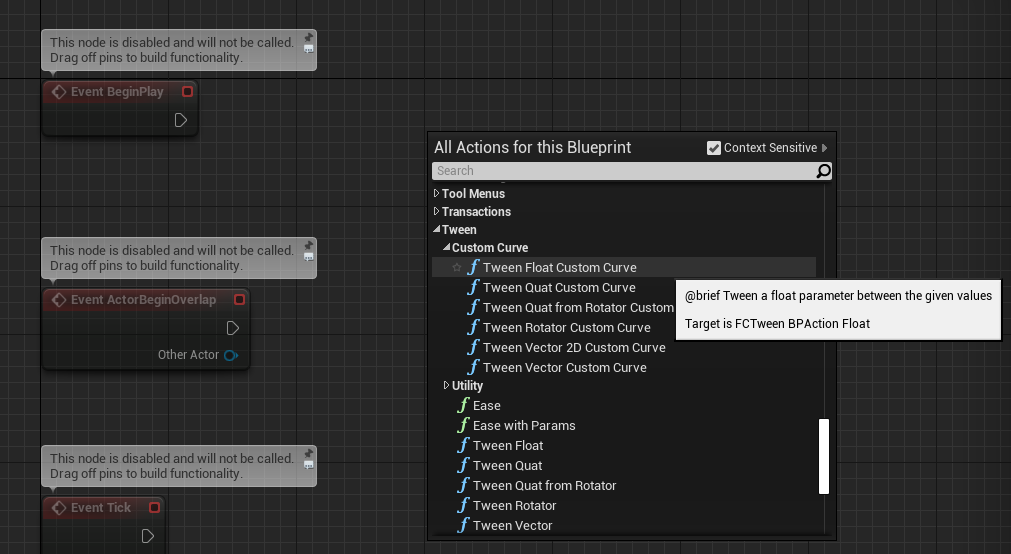 This node is disabled and will not be called.
Drag off pins to build functionality.
Event BeginPlay
All Actions for this Blueprint
Context Sensitive
Search
Tool Menus
Transactions
Tween
Custom Curve
Tween Float Custom Curve
Tween Quat Custom Curve
Tween Quat from Rotator Custom
Tween Rotator Custom Curve
Tween Vector 2D Custom Curve
Tween Vector Custom Curve
@brief Tween a float parameter between the given values
Target is FCTween BPAction Float
Utility
Ease
Ease with Params
Tween Float
Tween Quat
Tween Quat from Rotator
Tween Rotator
Tween Vector
This node is disabled and will not be called.
Drag off pins to build functionality.
Event ActorBeginOverlap
Other Actor
This node is disabled and will not be called.
Drag off pins to build functionality.
Event Tick